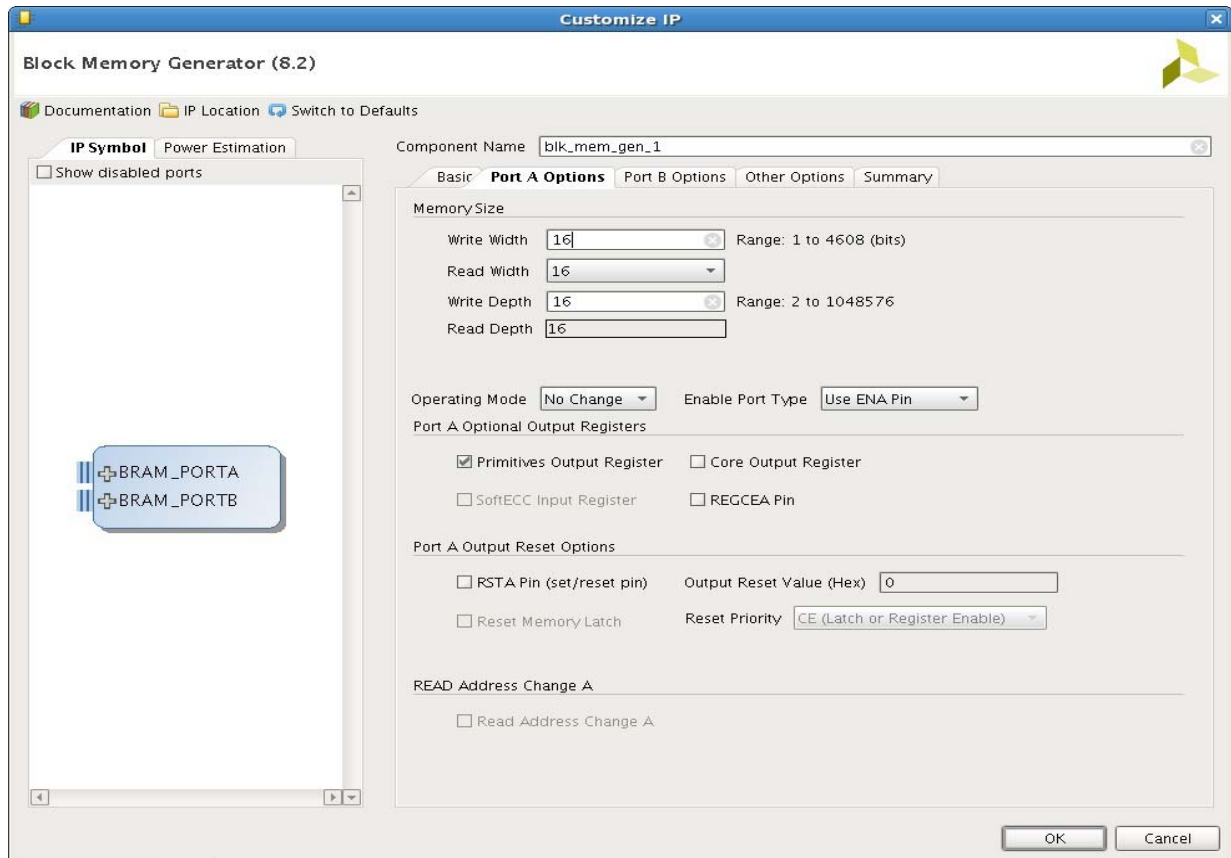 Customize IP
Block Memory Generator (8.2)
Documentation IP Location Switch to Defaults
IP Symbol Power Estimation
Show disabled ports
BRAM_PORTA
BRAM_PORTB
Component Name blk_mem_gen_1
Basic Port A Options Port B Options Other Options Summary
Memory Size
Write Width 16 Range: 1 to 4608 (bits)
Read Width 16
Write Depth 16 Range: 2 to 1048576
Read Depth 16
Operating Mode No Change Enable Port Type Use ENA Pin
Port A Optional Output Registers
Primitives Output Register Core Output Register
SoftECC Input Register REGCEA Pin
Port A Output Reset Options
RSTA Pin (set/reset pin) Output Reset Value (Hex) 0
Reset Memory Latch Reset Priority CE (Latch or Register Enable)
READ Address Change A
Read Address Change A
OK Cancel